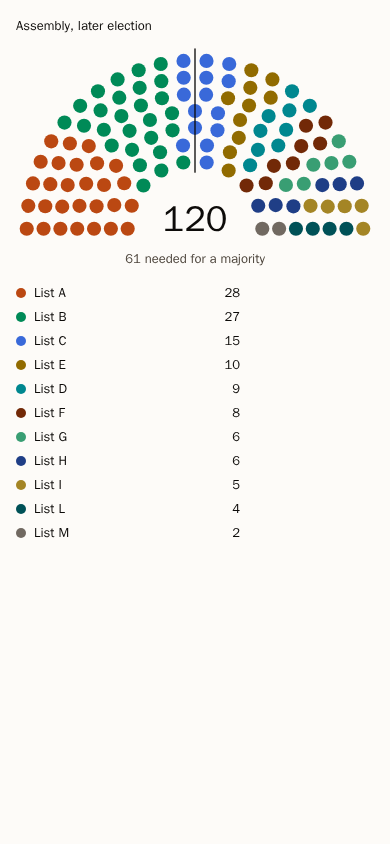 Assembly, later election
120
61 needed for a majority
List A 28
List B 27
List C 15
List E 10
List D 9
List F 8
List G 6
List H 6
List I 5
List L 4
List M 2